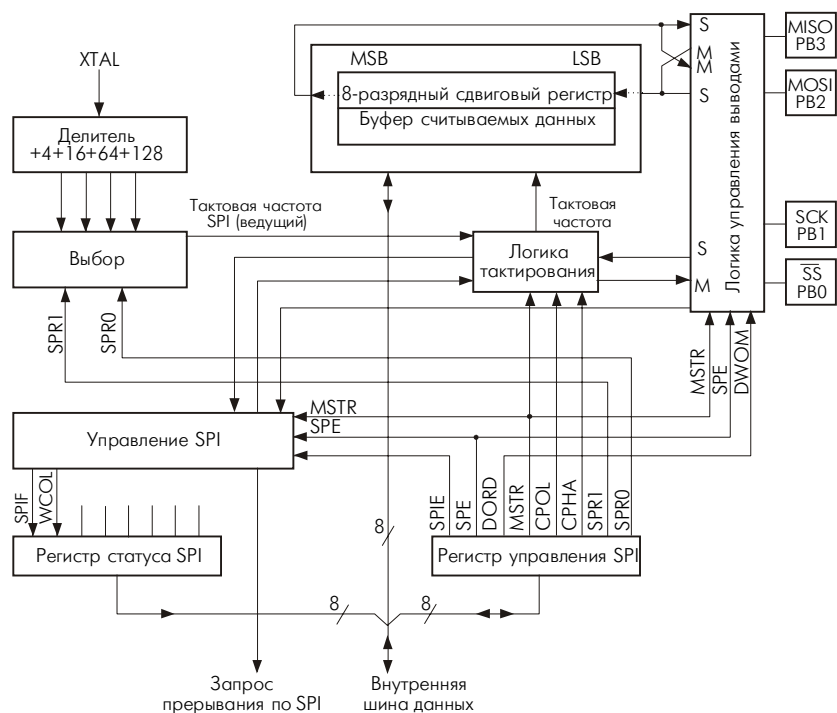 XTAL
Делитель
+4+16+64+128
Выбор
SPR1
SPR0
Тактовая частота
SPI (ведущий)
MSB
LSB
8-разрядный сдвиговый регистр
Буфер считываемых данных
Тактовая
частота
Логика
тактирования
S
M
M
S
S
M
Логика управления выводами
MISO
PB3
MOSI
PB2
SCK
PB1
SS
PB0
MSTR
SPE
DWOM
Управление SPI
MSTR
SPE
SPIF
WCOL
Регистр статуса SPI
SPIE
SPE
DORD
MSTR
CPOL
CPHA
SPR1
SPR0
Регистр управления SPI
8
8
8
Запрос
прерывания по SPI
Внутренняя
шина данных